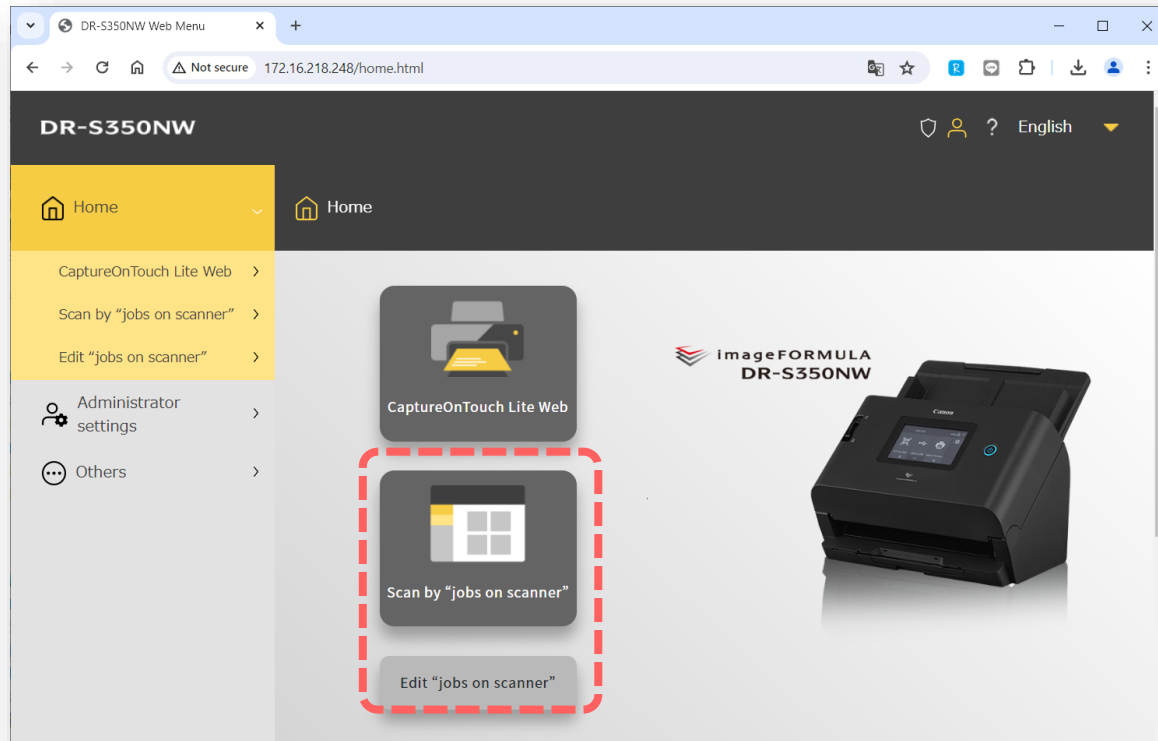 DR-S350NW Web Menu
Not secure 172.16.218.248/home.html
DR-S350NW
? English
Home
Home
CaptureOnTouch Lite Web
Scan by “jobs on scanner”
Edit “jobs on scanner”
Administrator
settings
Others
CaptureOnTouch Lite Web
Scan by “jobs on scanner”
Edit “jobs on scanner”
imageFORMULA
DR-S350NW
Canon